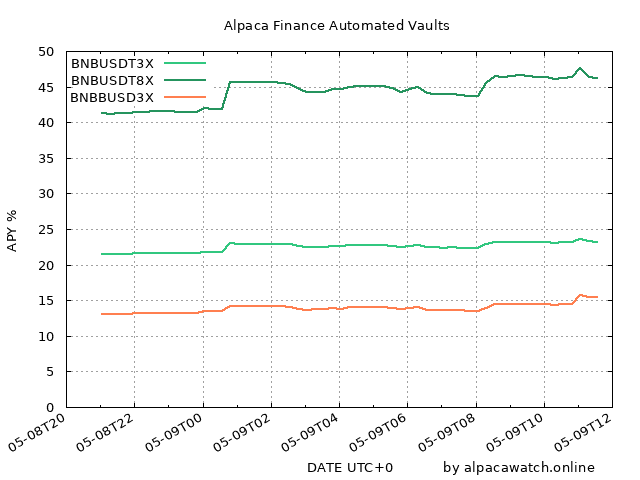 Alpaca Finance Automated Vaults
BNBUSDT3X
BNBUSDT8X
BNBBUSD3X
APY %
50
45
40
35
30
25
20
15
10
5
0
05-08T20
05-08T22
05-09T00
05-09T02
05-09T04
05-09T06
05-09T08
05-09T10
05-09T12
DATE UTC+0
by alpacawatch.online